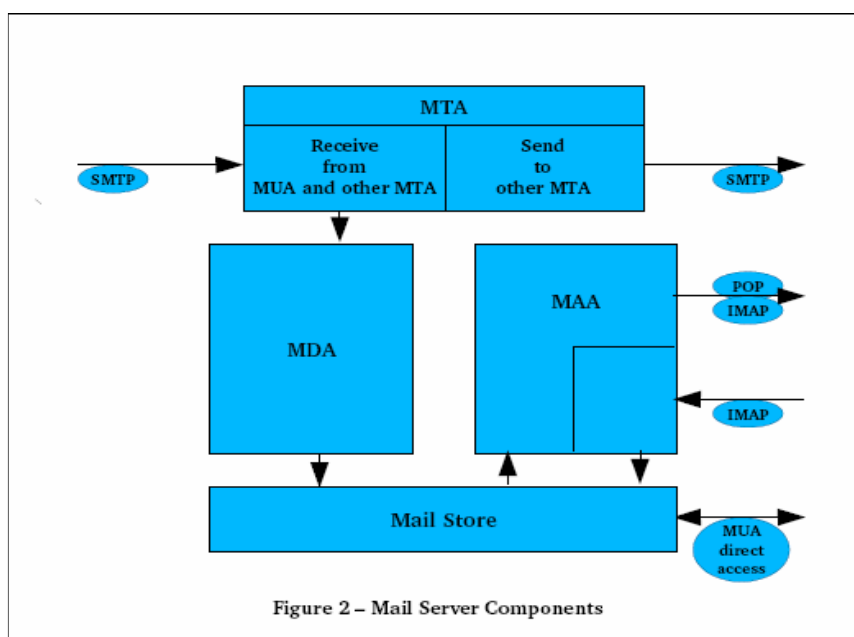 MTA
Receive
from
MUA and other MTA
Send
to
other MTA
SMTP
SMTP
MDA
MAA
POP
IMAP
IMAP
Mail Store
MUA
direct
access
Figure 2 – Mail Server Components